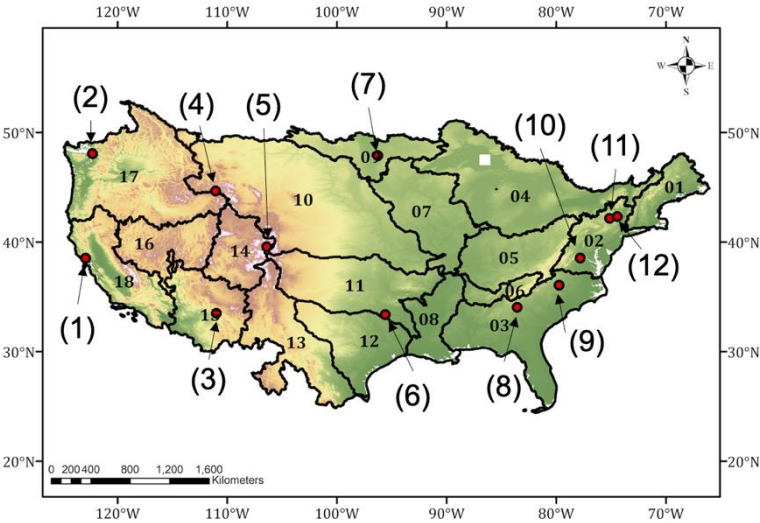 120°W 110°W 100°W 90°W 80°W 70°W
N
W E
S
(2) (4) (5) (7) (10) (11)
50°N 50°N
17 10 04 01
07
40°N 16 14 05 02 40°N
18 11 06 (12)
(1) 12 08 03
13 (9)
30°N (3) (6) (8) 30°N
20°N 20°N
0 200 400 800 1,200 1,600
Kilometers
120°W 110°W 100°W 90°W 80°W 70°W